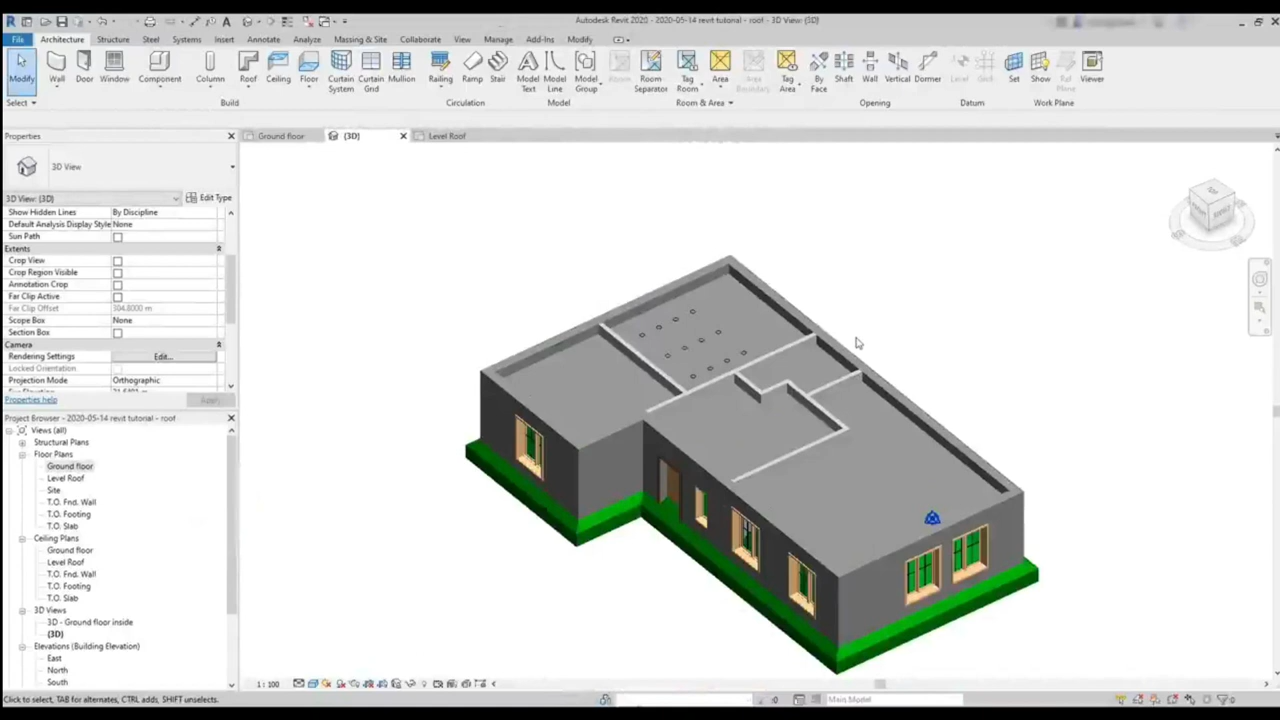 Autodesk Revit 2020 - 2020-05-14 revit tutorial - roof - 3D View: {3D}
File Architecture Structure Steel Systems Insert Annotate Analyze Massing & Site Collaborate View Manage Add-Ins Modify
Modify Wall Door Window Component Column Roof Ceiling Floor Curtain System Curtain Grid Mullion Railing Ramp Stair Model Text Model Line Model Group Room Room Separator Tag Room Area Area Boundary Tag Area By Face Shaft Wall Vertical Dormer Level Grid Set Show Ref Plane Viewer
Select Build Circulation Model Room & Area Opening Datum Work Plane
Properties
Ground floor {3D} Level Roof
3D View
3D View: {3D} Edit Type
Show Hidden Lines By Discipline
Default Analysis Display Style None
Sun Path
Extents
Crop View
Crop Region Visible
Annotation Crop
Far Clip Active
Far Clip Offset 304.8000 m
Scope Box None
Section Box
Camera
Rendering Settings Edit...
Locked Orientation
Projection Mode Orthographic
Properties help Apply
Project Browser - 2020-05-14 revit tutorial - roof
Views (all)
Structural Plans
Floor Plans
Ground floor
Level Roof
Site
T.O. Fnd. Wall
T.O. Footing
T.O. Slab
Ceiling Plans
Ground floor
Level Roof
T.O. Fnd. Wall
T.O. Footing
T.O. Slab
3D Views
3D - Ground floor inside
{3D}
Elevations (Building Elevation)
East
North
South
1 : 100
Click to select, TAB for alternates, CTRL adds, SHIFT unselects.
:0
Main Model